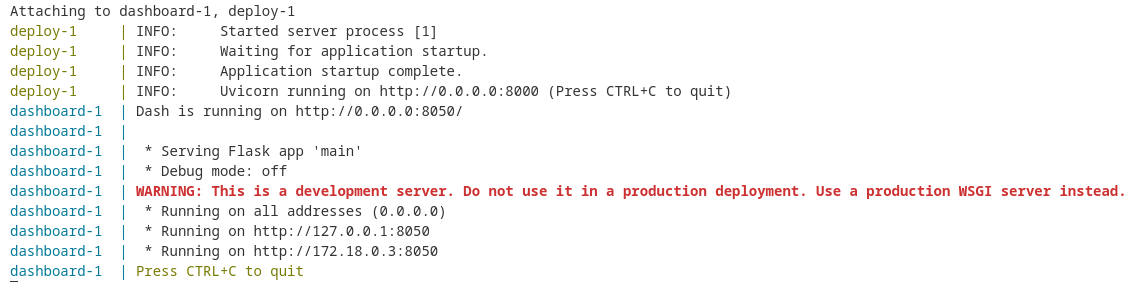 Attaching to dashboard-1, deploy-1
deploy-1     | INFO:     Started server process [1]
deploy-1     | INFO:     Waiting for application startup.
deploy-1     | INFO:     Application startup complete.
deploy-1     | INFO:     Uvicorn running on http://0.0.0.0:8000 (Press CTRL+C to quit)
dashboard-1  | Dash is running on http://0.0.0.0:8050/
dashboard-1  |
dashboard-1  |  * Serving Flask app 'main'
dashboard-1  |  * Debug mode: off
dashboard-1  | WARNING: This is a development server. Do not use it in a production deployment. Use a production WSGI server instead.
dashboard-1  |  * Running on all addresses (0.0.0.0)
dashboard-1  |  * Running on http://127.0.0.1:8050
dashboard-1  |  * Running on http://172.18.0.3:8050
dashboard-1  | Press CTRL+C to quit